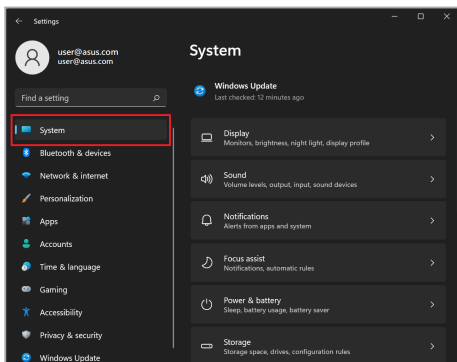 Settings
user@asus.com
user@asus.com
Find a setting
System
Bluetooth & devices
Network & internet
Personalization
Apps
Accounts
Time & language
Gaming
Accessibility
Privacy & security
Windows Update
System
Windows Update
Last checked: 12 minutes ago
Display
Monitors, brightness, night light, display profile
Sound
Volume levels, output, input, sound devices
Notifications
Alerts from apps and system
Focus assist
Notifications, automatic rules
Power & battery
Sleep, battery usage, battery saver
Storage
Storage space, drives, configuration rules